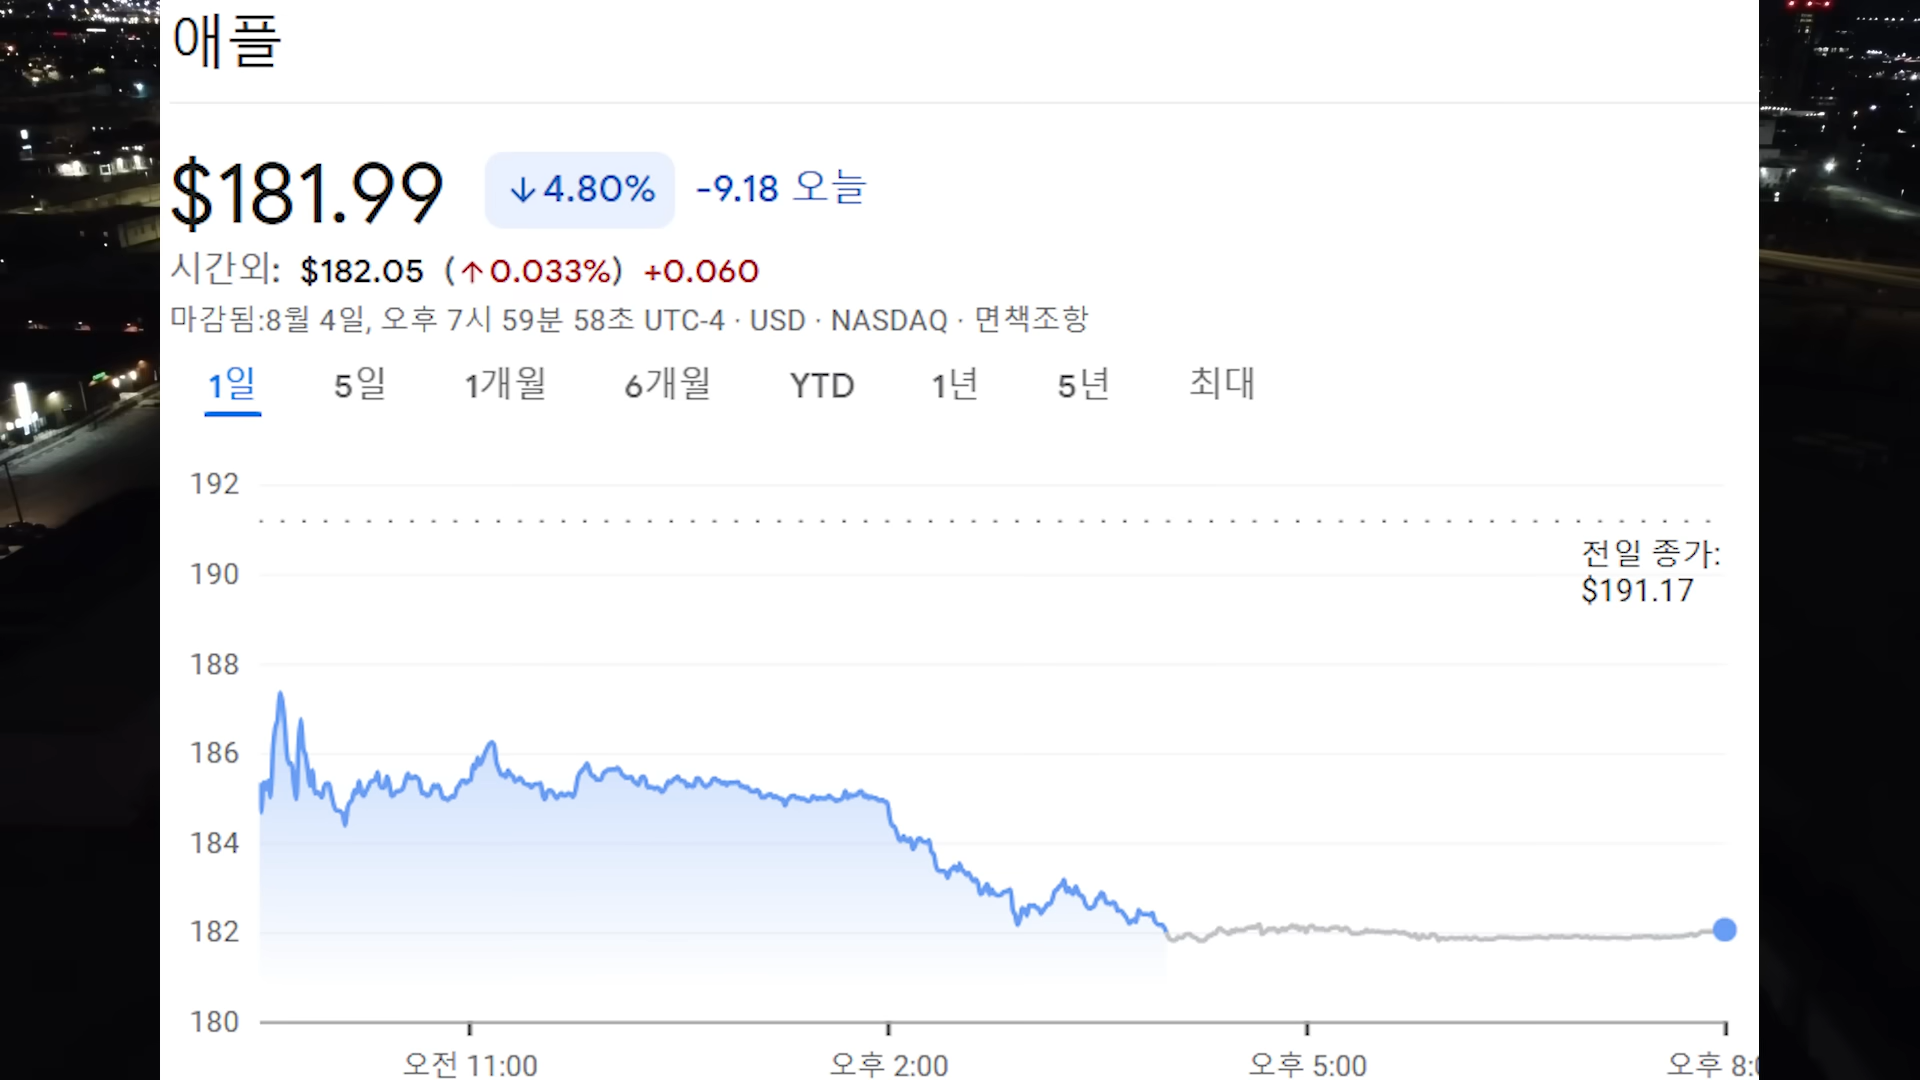 애플
$181.99 ↓4.80% -9.18 오늘
시간외: $182.05 (↑0.033%) +0.060
마감됨:8월 4일, 오후 7시 59분 58초 UTC-4 · USD · NASDAQ · 면책조항
1일 5일 1개월 6개월 YTD 1년 5년 최대
192
전일 종가:
190
$191.17
188
186
184
182
180
오전 11:00 오후 2:00 오후 5:00 오후 8:0